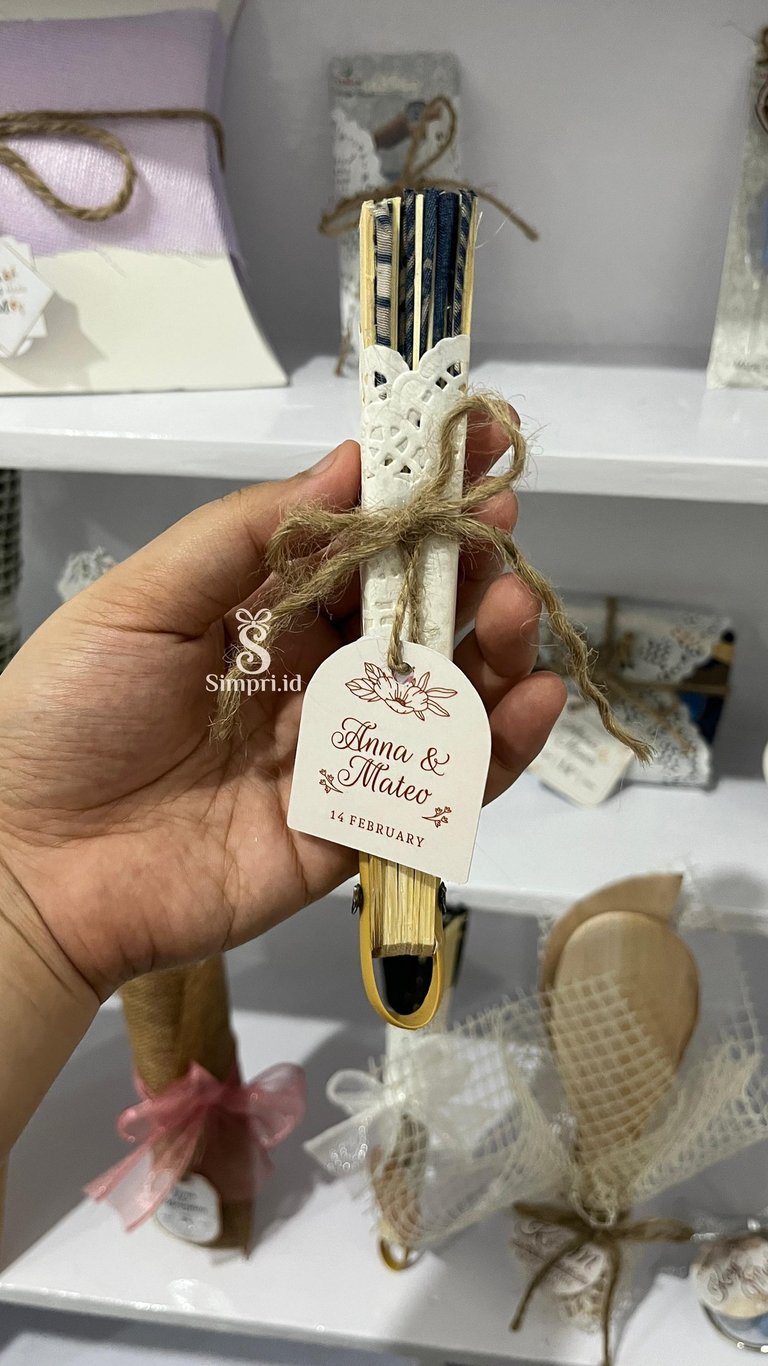 Simpri.id
Anna &
Mateo
14 FEBRUARY